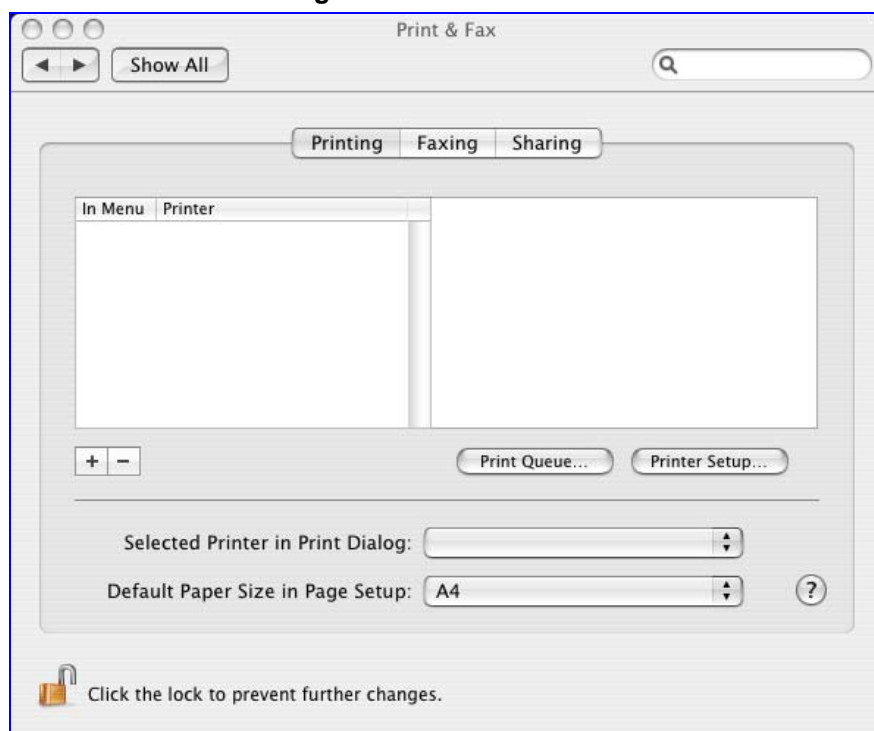 Print & Fax
Show All
Printing Faxing Sharing
In Menu Printer
+ −
Print Queue... Printer Setup...
Selected Printer in Print Dialog:
Default Paper Size in Page Setup: A4 ?
Click the lock to prevent further changes.